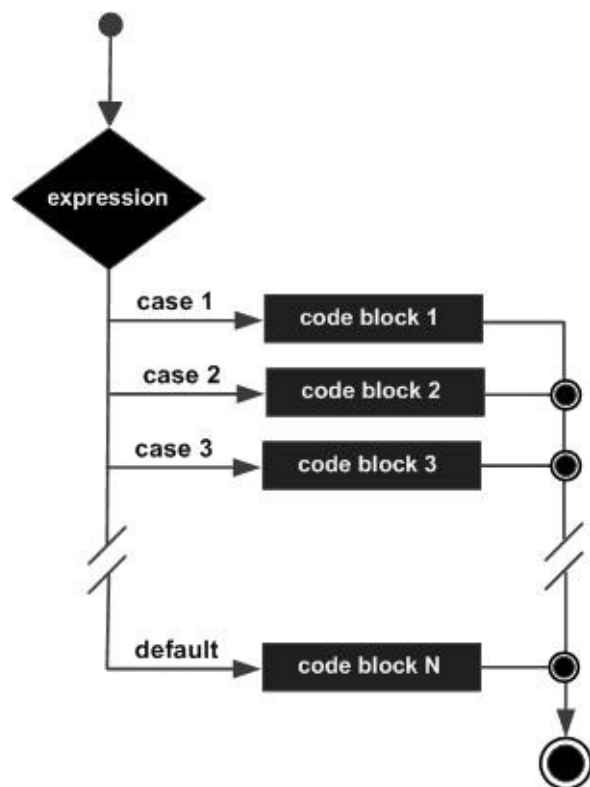 expression
case 1
code block 1
case 2
code block 2
case 3
code block 3
default
code block N